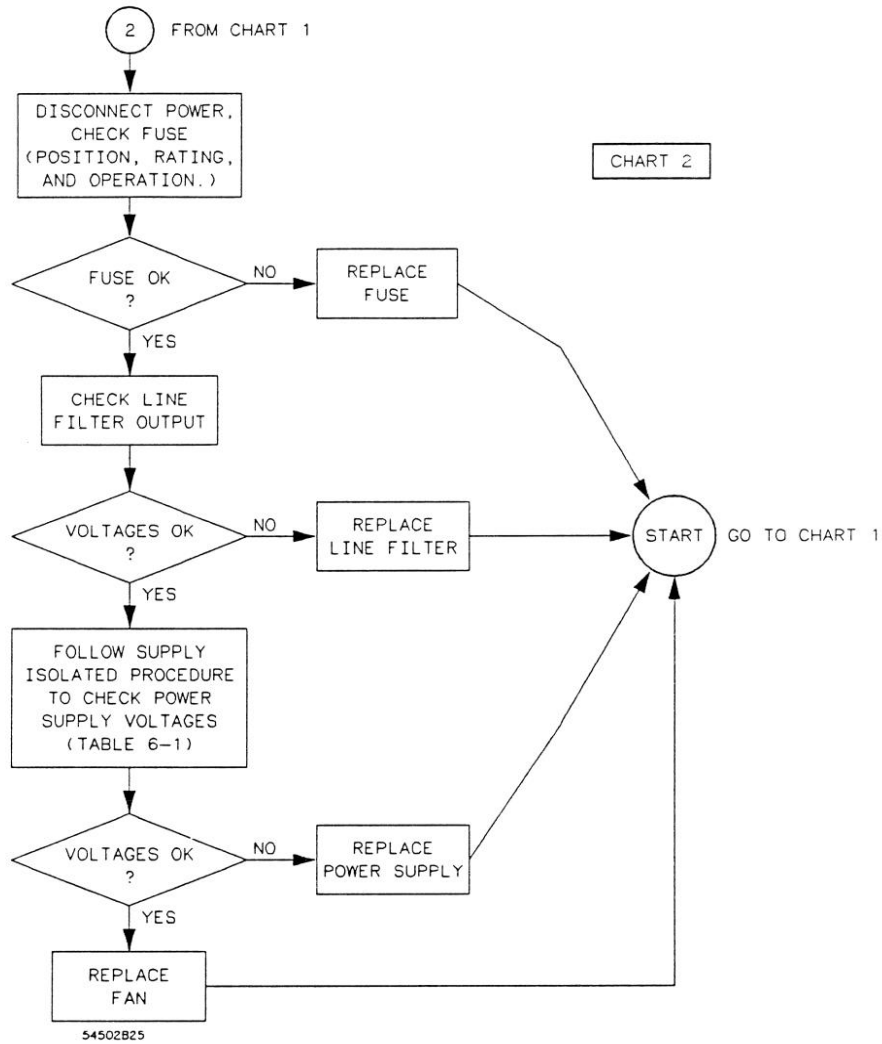 2 FROM CHART 1
DISCONNECT POWER,
CHECK FUSE
(POSITION, RATING,
AND OPERATION.)
CHART 2
FUSE OK
?
NO
REPLACE
FUSE
YES
CHECK LINE
FILTER OUTPUT
VOLTAGES OK
?
NO
REPLACE
LINE FILTER
START GO TO CHART 1
YES
FOLLOW SUPPLY
ISOLATED PROCEDURE
TO CHECK POWER
SUPPLY VOLTAGES
(TABLE 6-1)
VOLTAGES OK
?
NO
REPLACE
POWER SUPPLY
YES
REPLACE
FAN
54502B25